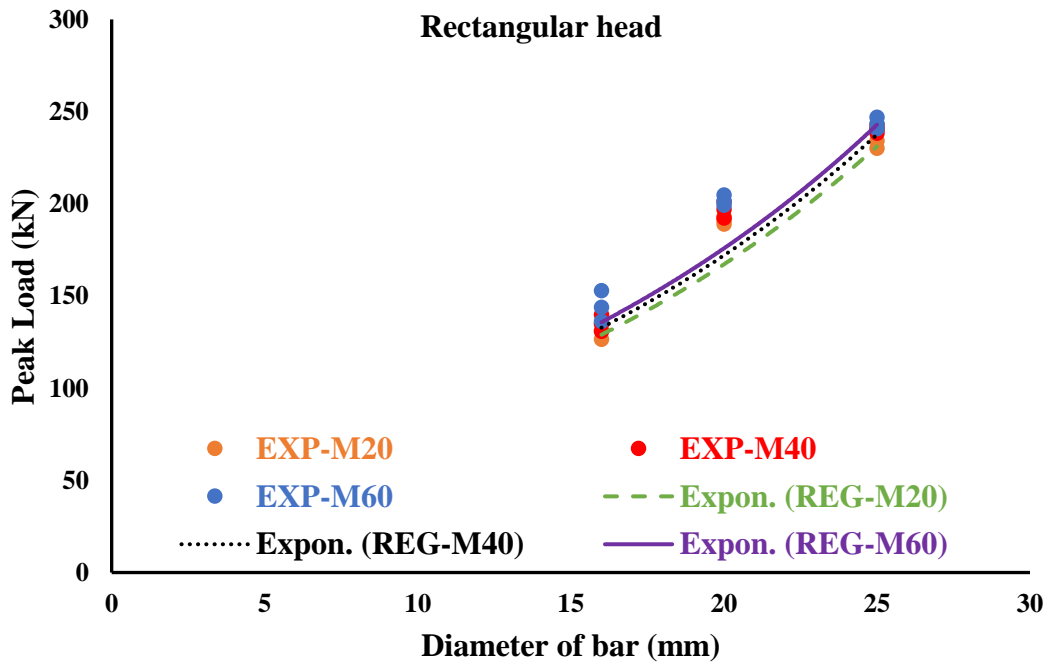 Rectangular head
300
250
200
150
100
50
0
Peak Load (kN)
EXP-M20
EXP-M40
EXP-M60
Expon. (REG-M20)
Expon. (REG-M40)
Expon. (REG-M60)
0 5 10 15 20 25 30
Diameter of bar (mm)